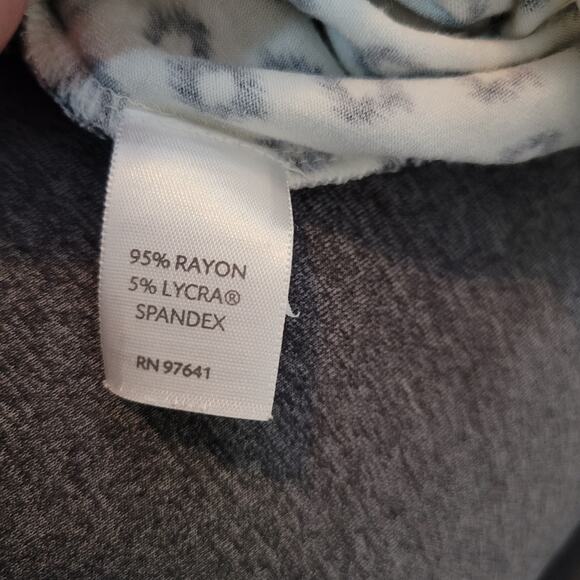 95% RAYON
5% LYCRA®
SPANDEX
RN 97641